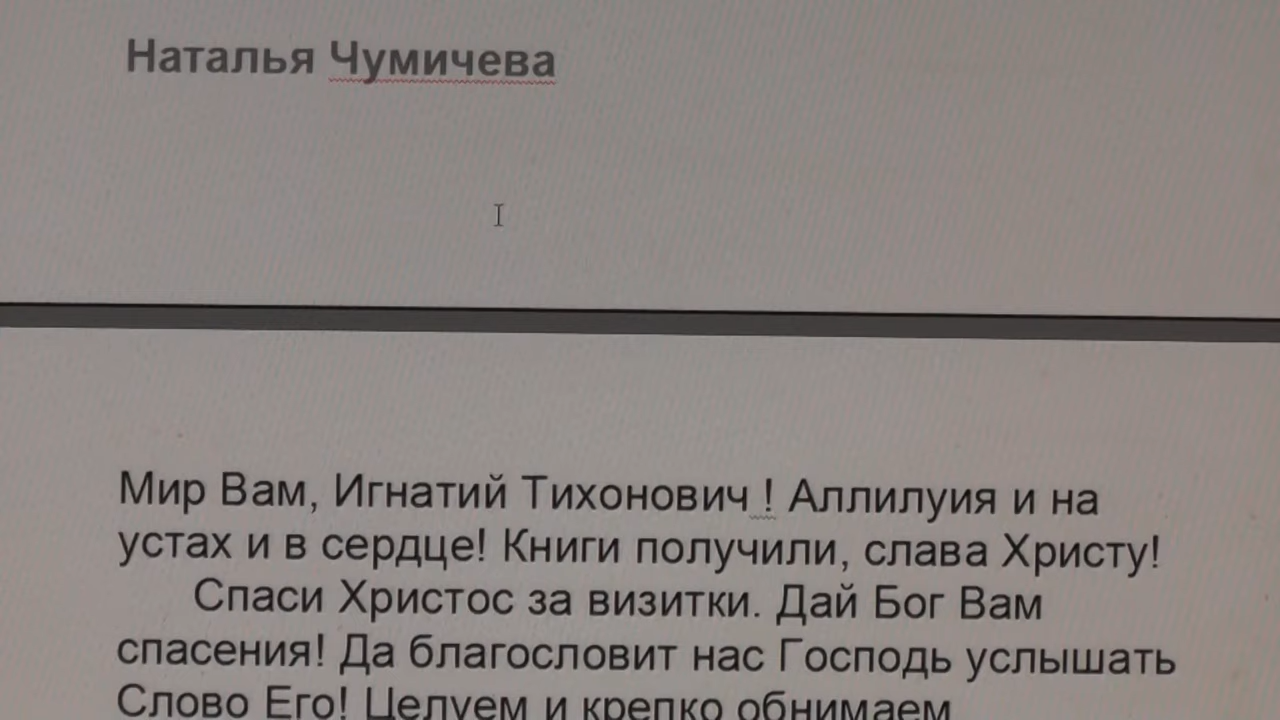 Наталья Чумичева
Мир Вам, Игнатий Тихонович ! Аллилуия и на
устах и в сердце! Книги получили, слава Христу!
Спаси Христос за визитки. Дай Бог Вам
спасения! Да благословит нас Господь услышать
Слово Его! Целуем и крепко обнимаем